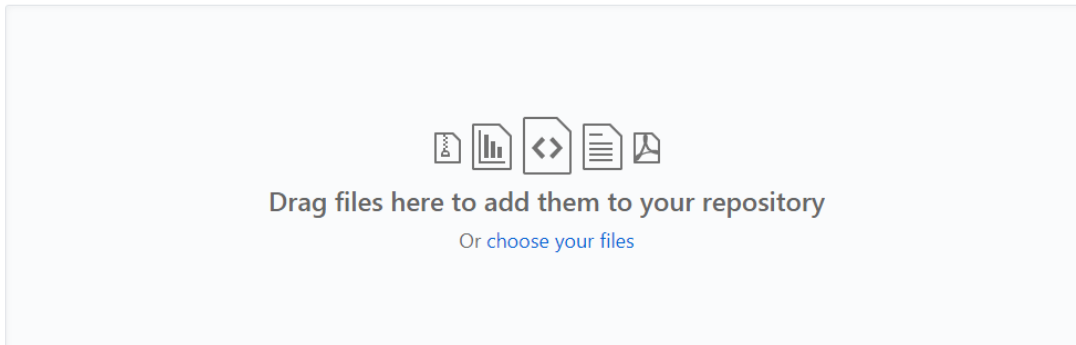 Drag files here to add them to your repository
Or choose your files